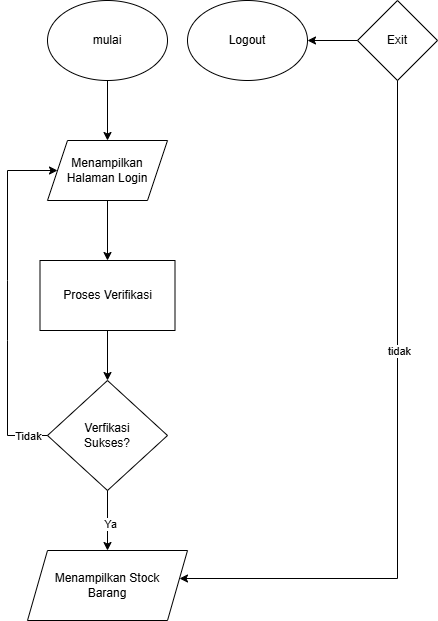 mulai
Logout
Exit
Menampilkan
Halaman Login
Proses Verifikasi
tidak
Verfikasi
Sukses?
Tidak
Ya
Menampilkan Stock
Barang